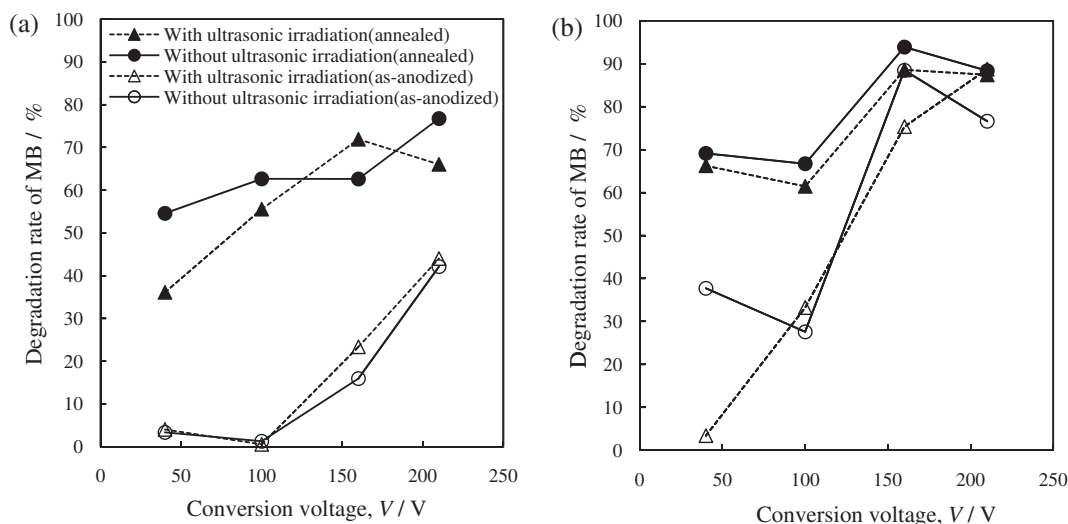 (a)
Degradation rate of MB / %
100
90
80
70
60
50
40
30
20
10
0
With ultrasonic irradiation(annealed)
Without ultrasonic irradiation(annealed)
With ultrasonic irradiation(as-anodized)
Without ultrasonic irradiation(as-anodized)
0 50 100 150 200 250
Conversion voltage, V / V
(b)
Degradation rate of MB / %
100
90
80
70
60
50
40
30
20
10
0
0 50 100 150 200 250
Conversion voltage, V / V